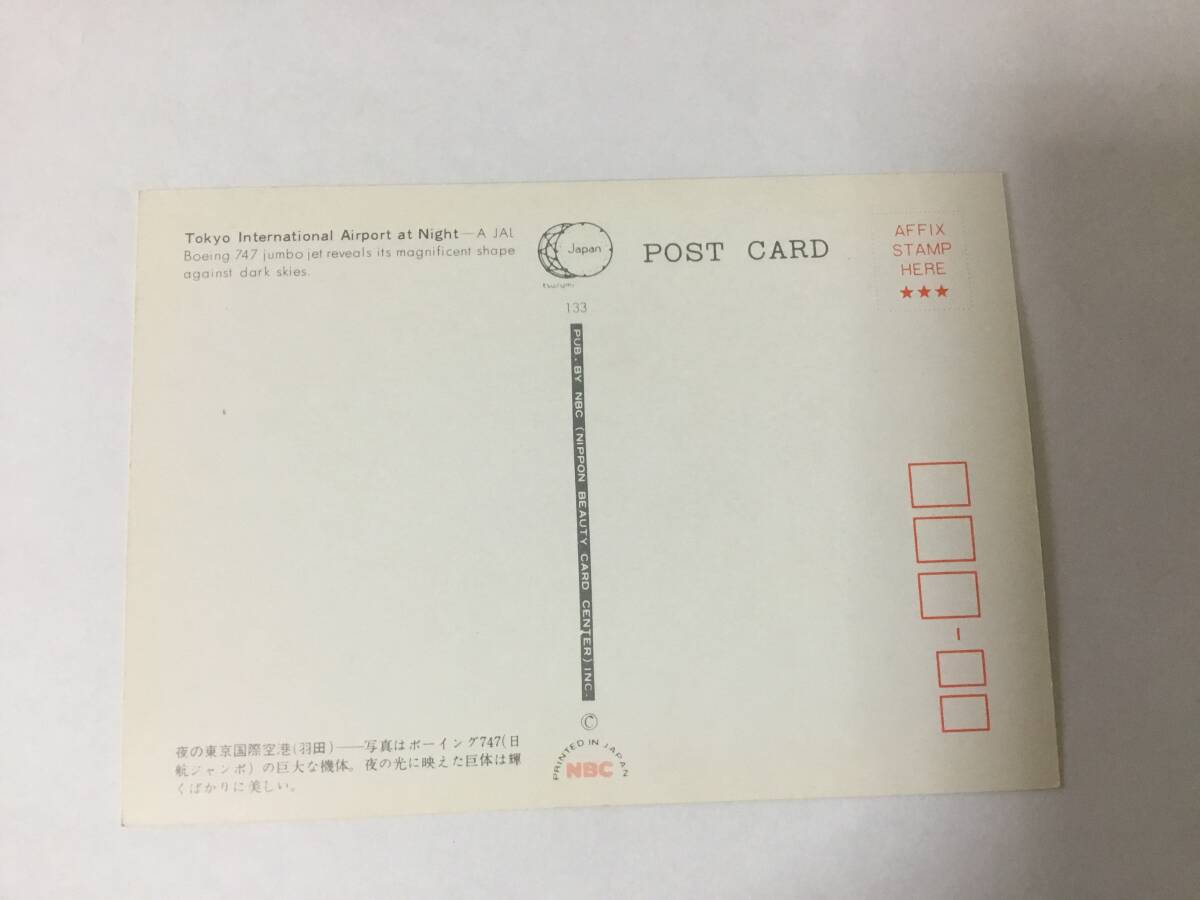 Tokyo International Airport at Night—A JAL
Boeing 747 jumbo jet reveals its magnificent shape
against dark skies.
Japan
133
PUB. BY NBC (NIPPON BEAUTY CARD CENTER) INC.
©
PRINTED IN JAPAN
NBC
POST CARD
AFFIX
STAMP
HERE
★★★
夜の東京国際空港(羽田)——写真はボーイング747(日
航ジャンボ)の巨大な機体。夜の光に映えた巨体は輝
くばかりに美しい。